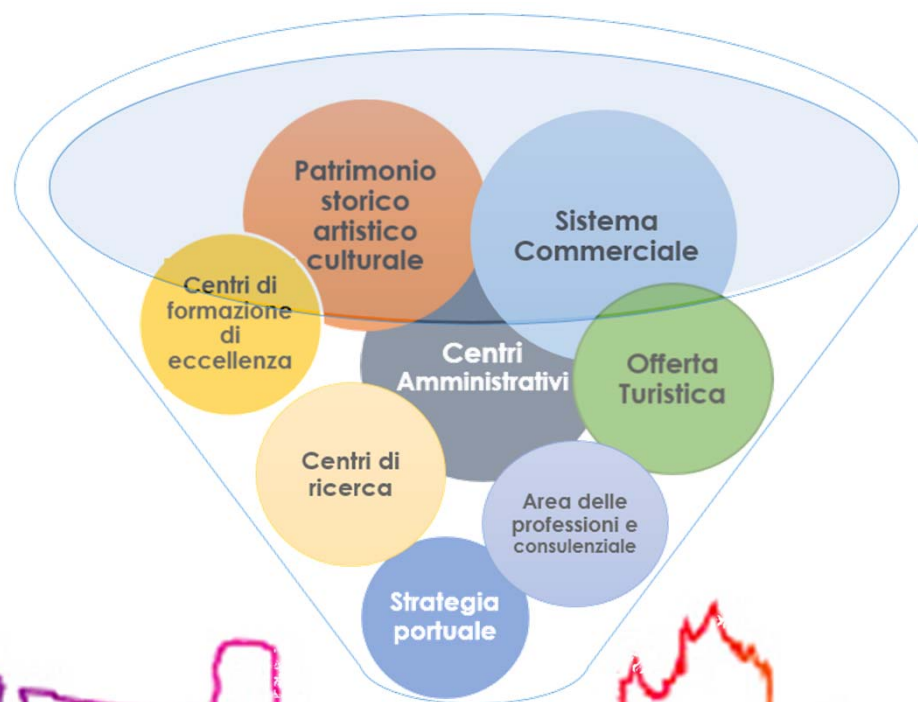 Patrimonio
storico
artistico
culturale
Sistema
Commerciale
Centri di
formazione
di
eccellenza
Centri
Amministrativi
Offerta
Turistica
Centri di
ricerca
Area delle
professioni e
consulenziale
Strategia
portuale